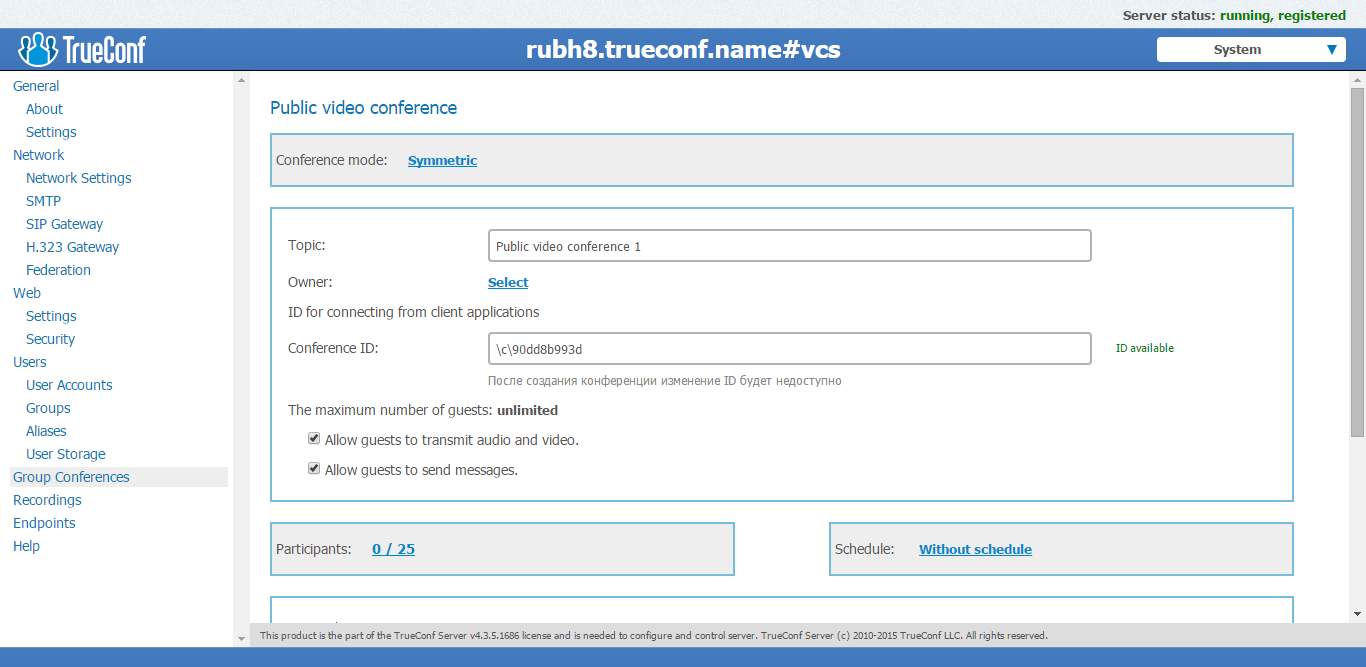 Server status: running, registered
TrueConf
rubh8.trueconf.name#vcs
System
General
About
Settings
Network
Network Settings
SMTP
SIP Gateway
H.323 Gateway
Federation
Web
Settings
Security
Users
User Accounts
Groups
Aliases
User Storage
Group Conferences
Recordings
Endpoints
Help
Public video conference
Conference mode: Symmetric
Topic: Public video conference 1
Owner: Select
ID for connecting from client applications
Conference ID: \c\90dd8b993d ID available
После создания конференции изменение ID будет недоступно
The maximum number of guests: unlimited
Allow guests to transmit audio and video.
Allow guests to send messages.
Participants: 0 / 25
Schedule: Without schedule
This product is the part of the TrueConf Server v4.3.5.1686 license and is needed to configure and control server. TrueConf Server (c) 2010-2015 TrueConf LLC. All rights reserved.